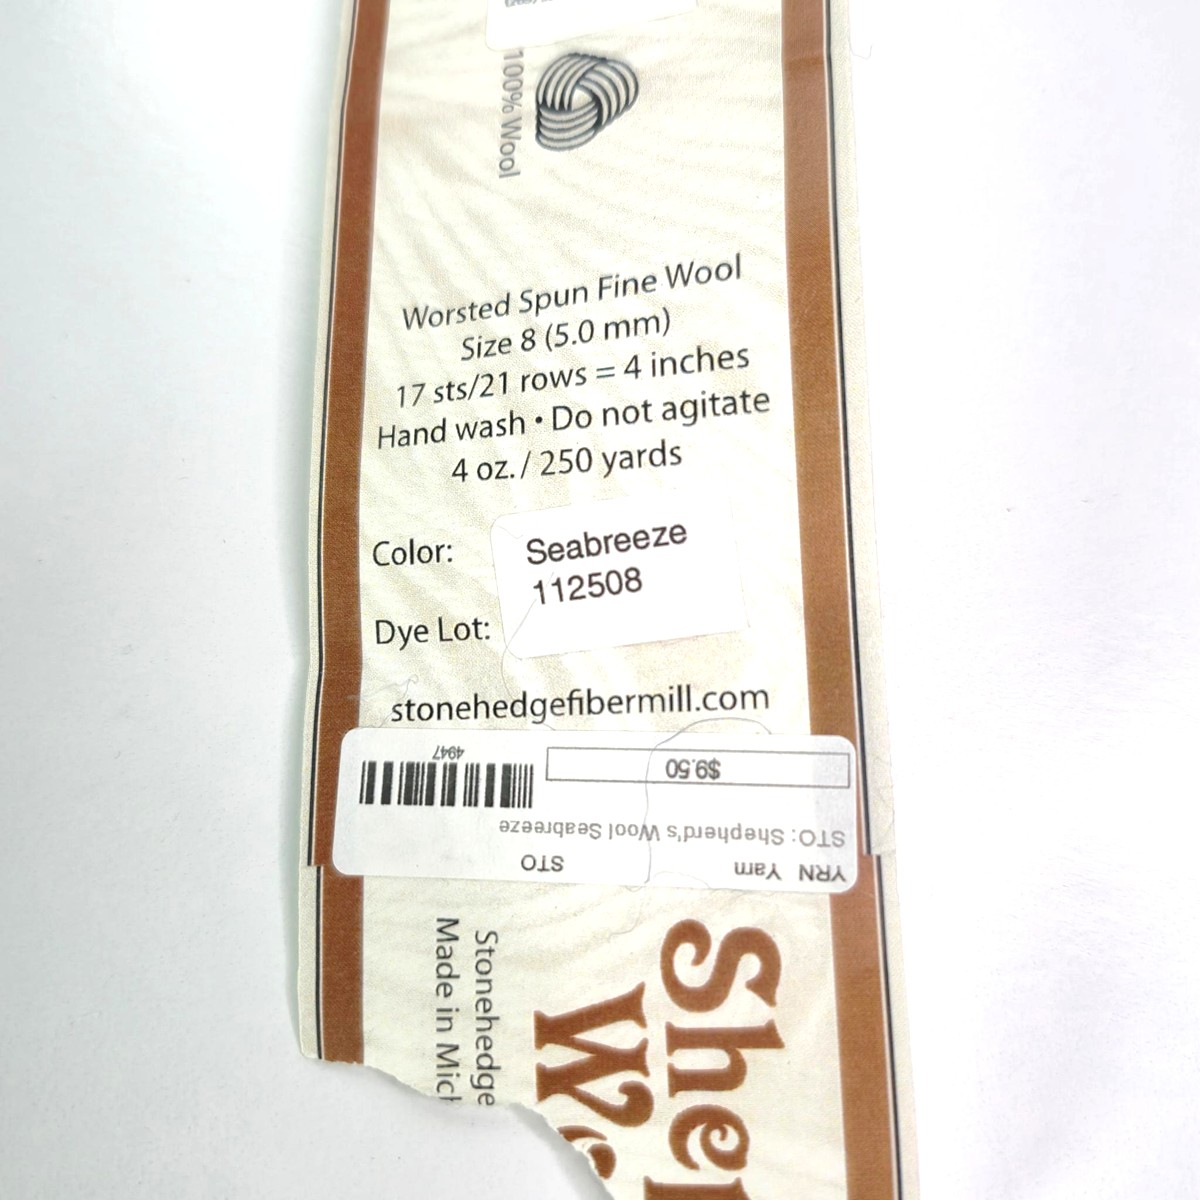 100% Wool
Worsted Spun Fine Wool
Size 8 (5.0 mm)
17 sts/21 rows = 4 inches
Hand wash • Do not agitate
4 oz. / 250 yards
Color:
Seabreeze
112508
Dye Lot:
stonehedgefibermill.com
YRN Yarn STO
STO: Shepherd's Wool Seabreeze
$9.50
4947
She
W
Stonehedge
Made in Mic